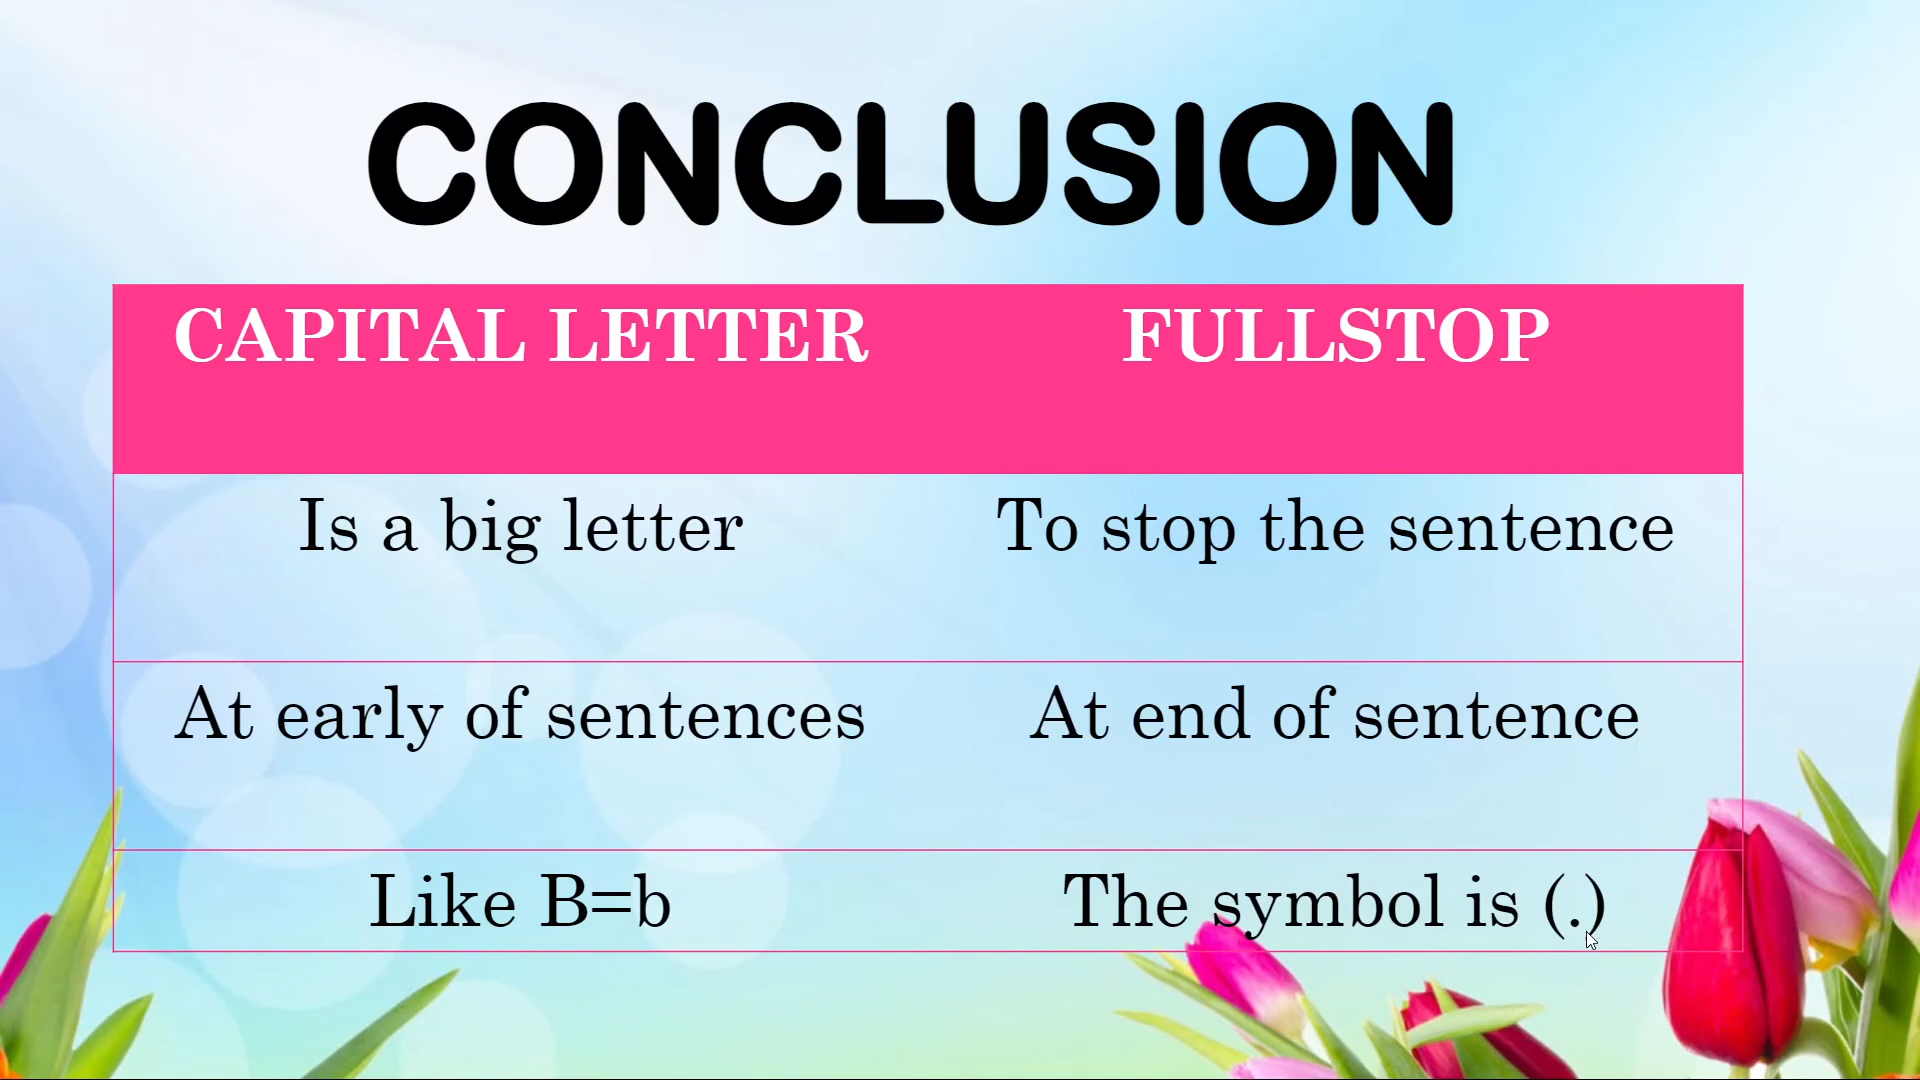 CONCLUSION
CAPITAL LETTER FULLSTOP
Is a big letter To stop the sentence
At early of sentences At end of sentence
Like B=b The symbol is (.)